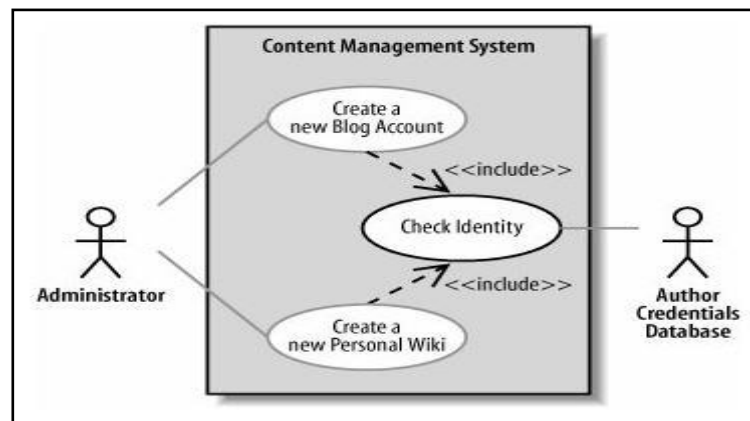 Content Management System
Create a
new Blog Account
<<include>>
Check Identity
<<include>>
Administrator
Author
Credentials
Database
Create a
new Personal Wiki